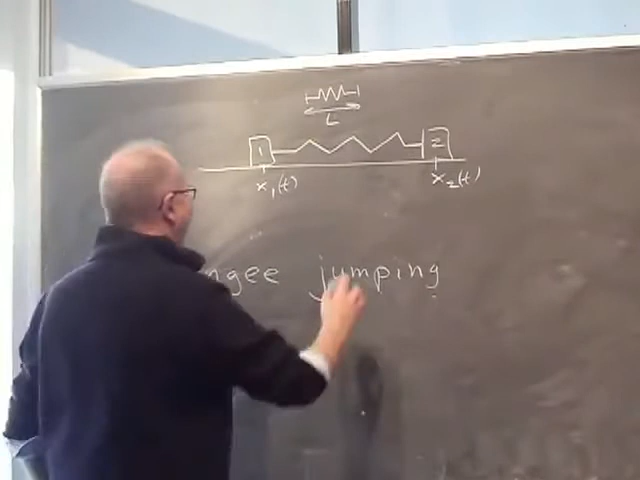 L
1 2
x₁(t) x₂(t)
ngee jumping